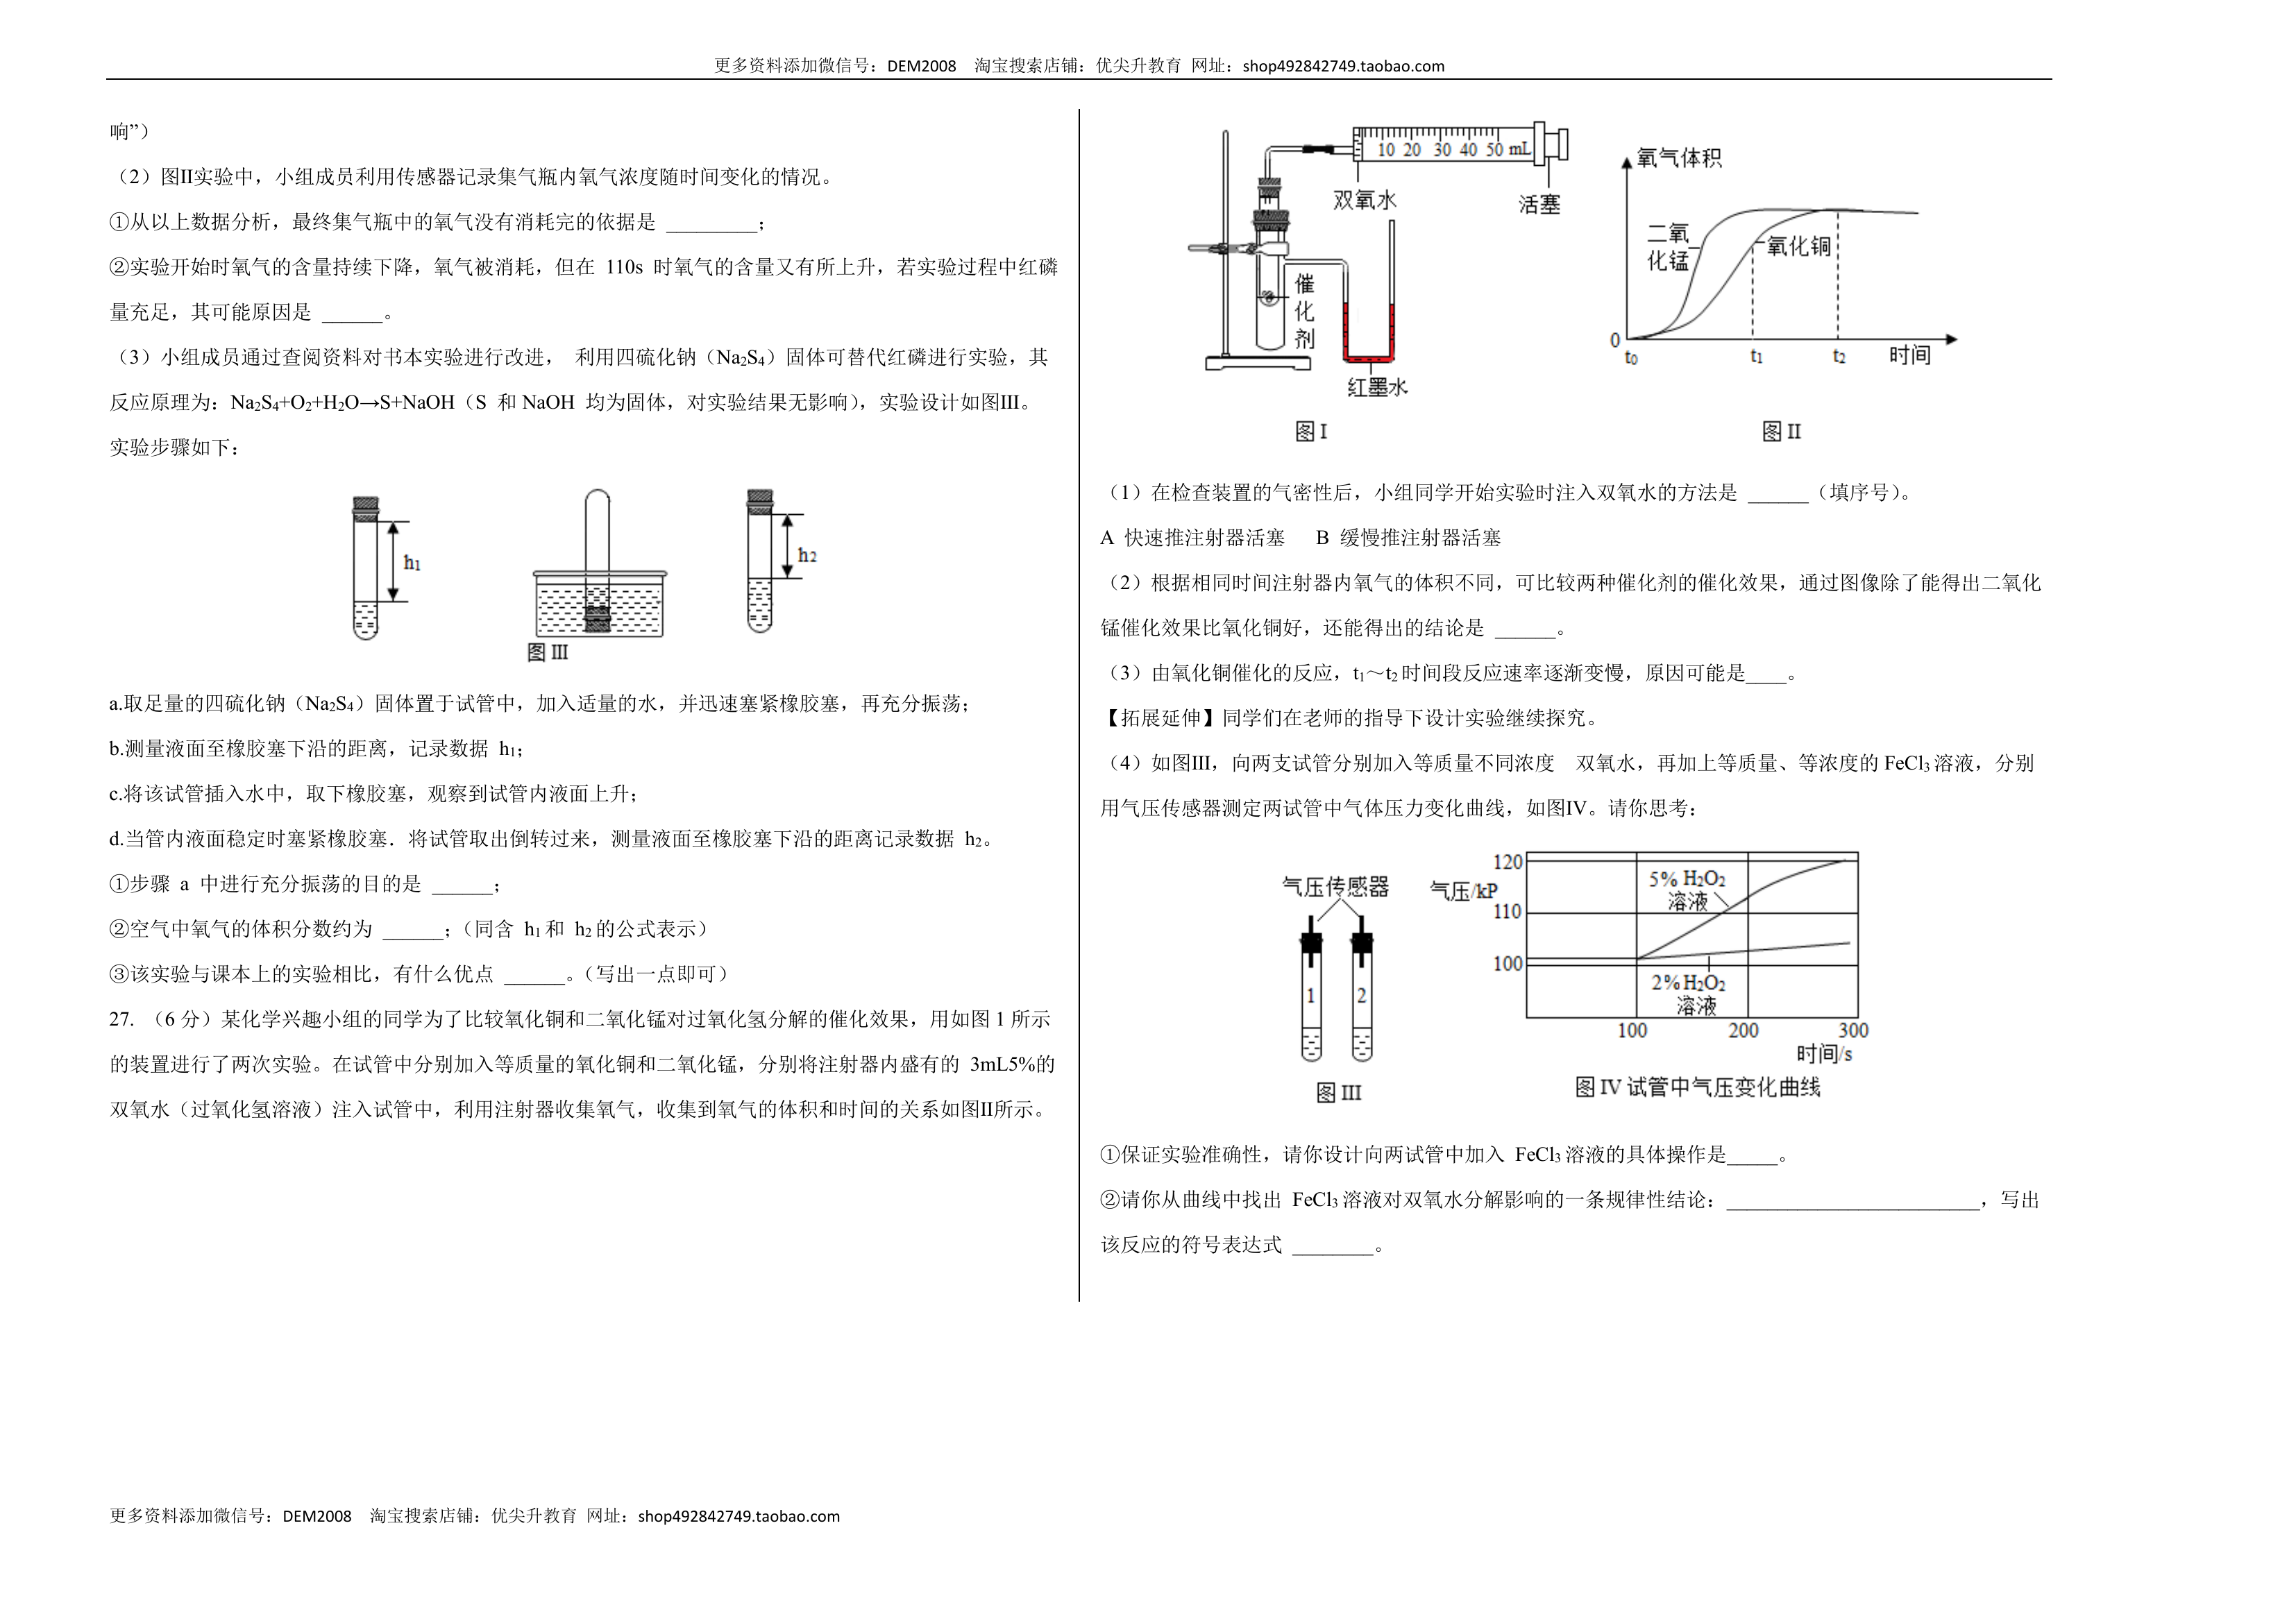 更多资料添加微信号：DEM2008 淘宝搜索店铺：优尖升教育 网址：shop492842749.taobao.com
响”）
（2）图Ⅱ实验中，小组成员利用传感器记录集气瓶内氧气浓度随时间变化的情况。
①从以上数据分析，最终集气瓶中的氧气没有消耗完的依据是 _________；
②实验开始时氧气的含量持续下降，氧气被消耗，但在 110s 时氧气的含量又有所上升，若实验过程中红磷
量充足，其可能原因是 ______。
（3）小组成员通过查阅资料对书本实验进行改进， 利用四硫化钠（Na₂S₄）固体可替代红磷进行实验，其
反应原理为：Na₂S₄+O₂+H₂O→S+NaOH（S 和 NaOH 均为固体，对实验结果无影响），实验设计如图Ⅲ。
实验步骤如下：
h₁
h2
图 III
a.取足量的四硫化钠（Na₂S₄）固体置于试管中，加入适量的水，并迅速塞紧橡胶塞，再充分振荡；
b.测量液面至橡胶塞下沿的距离，记录数据 h₁；
c.将该试管插入水中，取下橡胶塞，观察到试管内液面上升；
d.当管内液面稳定时塞紧橡胶塞．将试管取出倒转过来，测量液面至橡胶塞下沿的距离记录数据 h₂。
①步骤 a 中进行充分振荡的目的是 ______；
②空气中氧气的体积分数约为 ______；（同含 h₁和 h₂的公式表示）
③该实验与课本上的实验相比，有什么优点 ______。（写出一点即可）
27. （6 分）某化学兴趣小组的同学为了比较氧化铜和二氧化锰对过氧化氢分解的催化效果，用如图 1 所示
的装置进行了两次实验。在试管中分别加入等质量的氧化铜和二氧化锰，分别将注射器内盛有的 3mL5%的
双氧水（过氧化氢溶液）注入试管中，利用注射器收集氧气，收集到氧气的体积和时间的关系如图Ⅱ所示。
10 20 30 40 50 mL
双氧水
活塞
催
化
剂
红墨水
图 I
氧气体积
二氧
化锰
氧化铜
0
t₀
t₁
t₂
时间
图 II
（1）在检查装置的气密性后，小组同学开始实验时注入双氧水的方法是 ______（填序号）。
A 快速推注射器活塞 B 缓慢推注射器活塞
（2）根据相同时间注射器内氧气的体积不同，可比较两种催化剂的催化效果，通过图像除了能得出二氧化
锰催化效果比氧化铜好，还能得出的结论是 ______。
（3）由氧化铜催化的反应，t₁～t₂时间段反应速率逐渐变慢，原因可能是____。
【拓展延伸】同学们在老师的指导下设计实验继续探究。
（4）如图Ⅲ，向两支试管分别加入等质量不同浓度 双氧水，再加上等质量、等浓度的 FeCl₃溶液，分别
用气压传感器测定两试管中气体压力变化曲线，如图Ⅳ。请你思考：
气压传感器
1
2
图 III
气压/kP
120
110
100
5% H₂O₂
溶液
2% H₂O₂
溶液
100
200
300
时间/s
图 IV 试管中气压变化曲线
①保证实验准确性，请你设计向两试管中加入 FeCl₃溶液的具体操作是_____。
②请你从曲线中找出 FeCl₃溶液对双氧水分解影响的一条规律性结论：_________________________，写出
该反应的符号表达式 ________。
更多资料添加微信号：DEM2008 淘宝搜索店铺：优尖升教育 网址：shop492842749.taobao.com